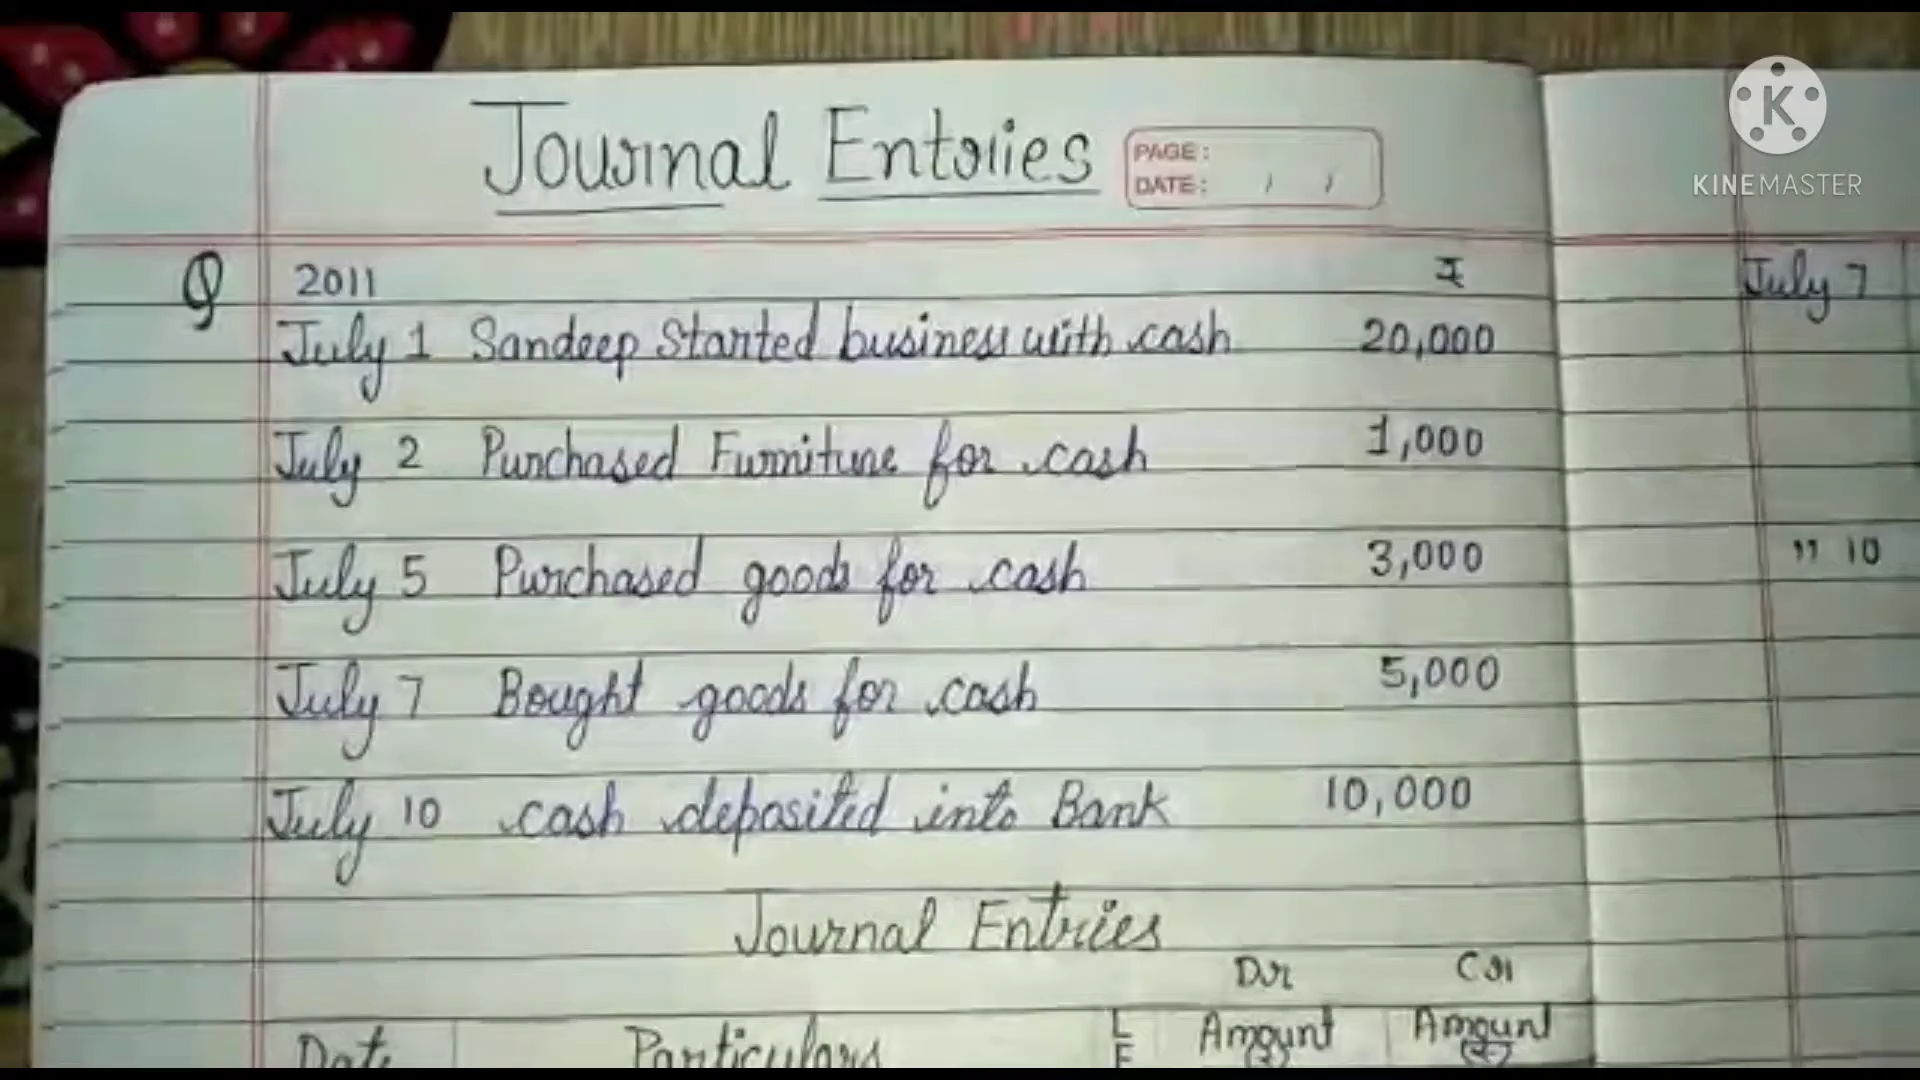 Journal Entries
PAGE:
DATE: / /
K
KINEMASTER
Q 2011 ₹
July 1 Sandeep Started business with cash 20,000
July 2 Purchased Furniture for cash 1,000
July 5 Purchased goods for cash 3,000
July 7 Bought goods for cash 5,000
July 10 cash deposited into Bank 10,000
Journal Entries
Dr Cr
Date Particulars L F Amount (₹) Amount (₹)
July 7
" 10